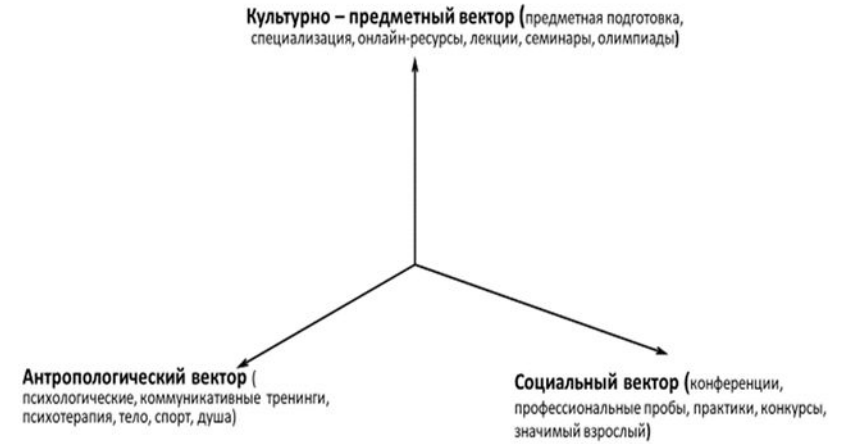 Культурно – предметный вектор (предметная подготовка,
специализация, онлайн-ресурсы, лекции, семинары, олимпиады)
Антропологический вектор (
психологические, коммуникативные тренинги,
психотерапия, тело, спорт, душа)
Социальный вектор (конференции,
профессиональные пробы, практики, конкурсы,
значимый взрослый)